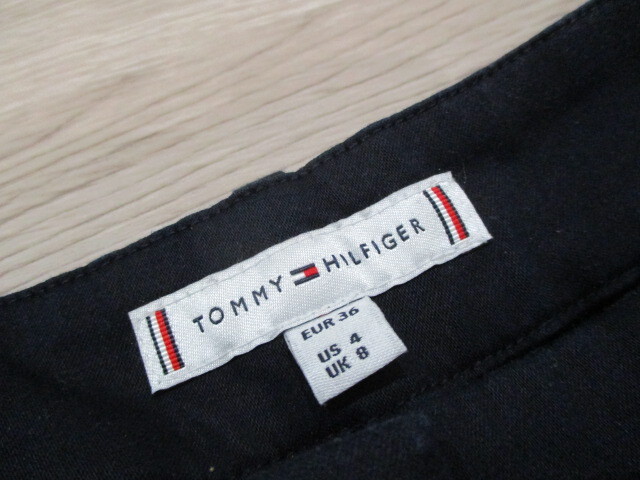 TOMMY HILFIGER
EUR 36
US 4
UK 8